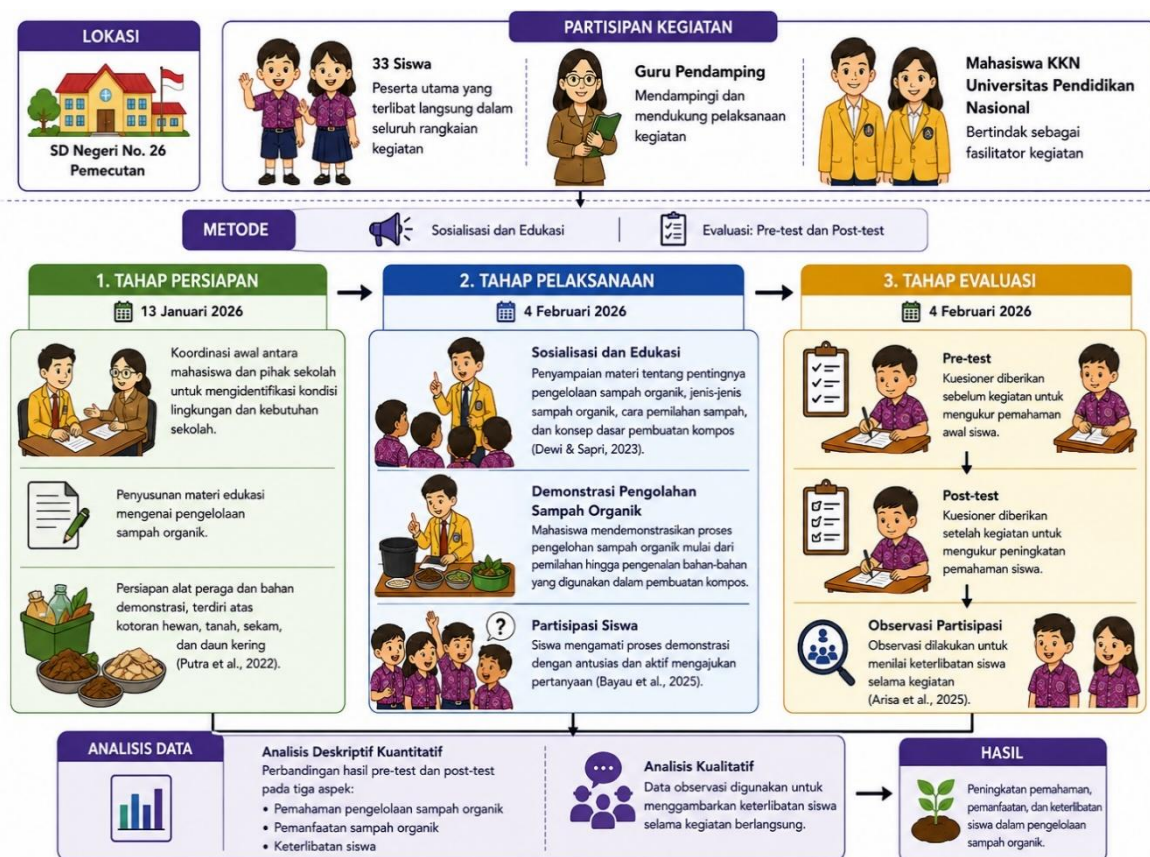 LOKASI
SD Negeri No. 26
Pemecutan
PARTISIPAN KEGIATAN
33 Siswa
Peserta utama yang
terlibat langsung dalam
seluruh rangkaian
kegiatan
Guru Pendamping
Mendampingi dan
mendukung pelaksanaan
kegiatan
Mahasiswa KKN
Universitas Pendidikan
Nasional
Bertindak sebagai
fasilitator kegiatan
METODE
Sosialisasi dan Edukasi
Evaluasi: Pre-test dan Post-test
1. TAHAP PERSIAPAN
13 Januari 2026
Koordinasi awal antara
mahasiswa dan pihak sekolah
untuk mengidentifikasi kondisi
lingkungan dan kebutuhan
sekolah.
Penyusunan materi edukasi
mengenai pengelolaan
sampah organik.
Persiapan alat peraga dan bahan
demonstrasi, terdiri atas
kotoran hewan, tanah, sekam,
dan daun kering
(Putra et al., 2022).
2. TAHAP PELAKSANAAN
4 Februari 2026
Sosialisasi dan Edukasi
Penyampaian materi tentang pentingnya
pengelolaan sampah organik, jenis-jenis
sampah organik, cara pemilahan sampah,
dan konsep dasar pembuatan kompos
(Dewi & Sapri, 2023).
Demonstrasi Pengolahan
Sampah Organik
Mahasiswa mendemonstrasikan proses
pengelohan sampah organik mulai dari
pemilahan hingga pengenalan bahan-bahan
yang digunakan dalam pembuatan kompos.
Partisipasi Siswa
?
Siswa mengamati proses demonstrasi
dengan antusias dan aktif mengajukan
pertanyaan (Bayau et al., 2025).
3. TAHAP EVALUASI
4 Februari 2026
Pre-test
Kuesioner diberikan
sebelum kegiatan untuk
mengukur pemahaman
awal siswa.
Post-test
Kuesioner diberikan
setelah kegiatan untuk
mengukur peningkatan
pemahaman siswa.
Observasi Partisipasi
Observasi dilakukan untuk
menilai keterlibatan siswa
selama kegiatan
(Arisa et al., 2025).
ANALISIS DATA
Analisis Deskriptif Kuantitatif
Perbandingan hasil pre-test dan post-test
pada tiga aspek:
• Pemahaman pengelolaan sampah organik
• Pemanfaatan sampah organik
• Keterlibatan siswa
Analisis Kualitatif
Data observasi digunakan untuk
menggambarkan keterlibatan siswa
selama kegiatan berlangsung.
HASIL
Peningkatan pemahaman,
pemanfaatan, dan keterlibatan
siswa dalam pengelolaan
sampah organik.